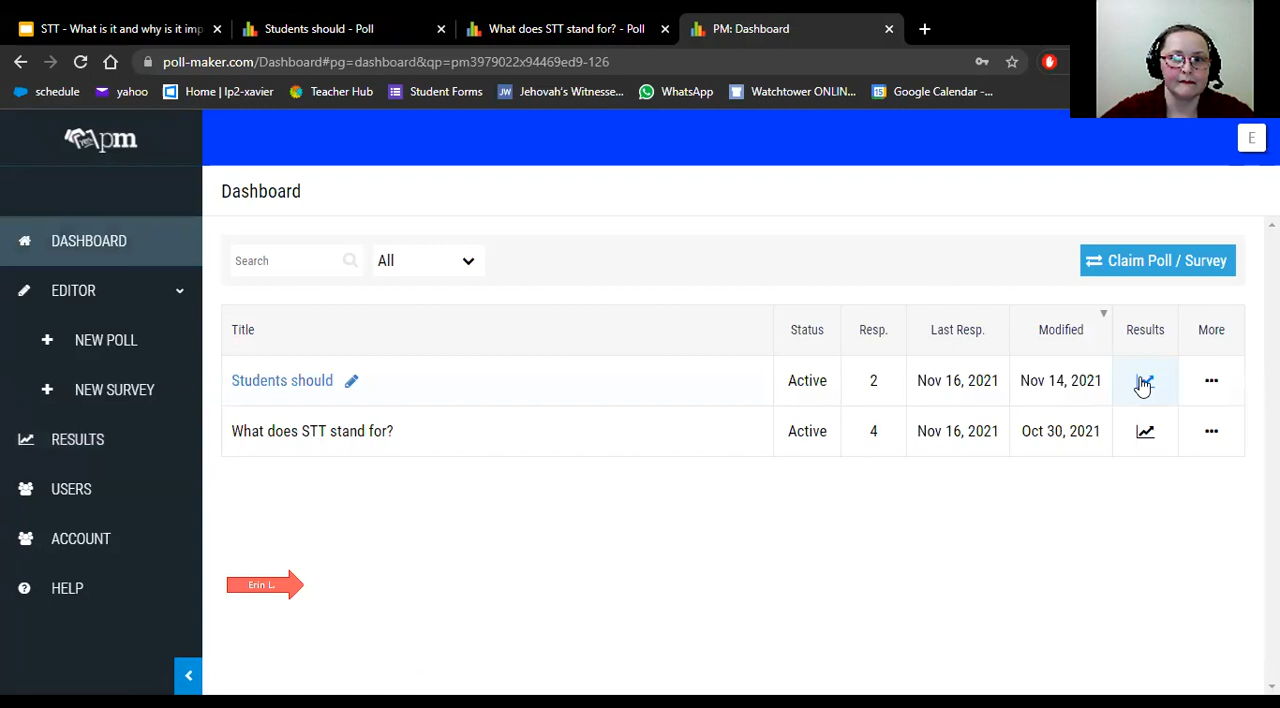 STT - What is it and why is it imp
Students should - Poll
What does STT stand for? - Poll
PM: Dashboard
poll-maker.com/Dashboard#pg=dashboard&qp=pm3979022x94469ed9-126
schedule
yahoo
Home | lp2-xavier
Teacher Hub
Student Forms
JW Jehovah's Witnesse...
WhatsApp
Watchtower ONLIN...
Google Calendar -...
pm
E
Dashboard
DASHBOARD
EDITOR
NEW POLL
NEW SURVEY
RESULTS
USERS
ACCOUNT
HELP
Search
All
Claim Poll / Survey
Title Status Resp. Last Resp. Modified Results More
Students should Active 2 Nov 16, 2021 Nov 14, 2021
What does STT stand for? Active 4 Nov 16, 2021 Oct 30, 2021
Erin L.